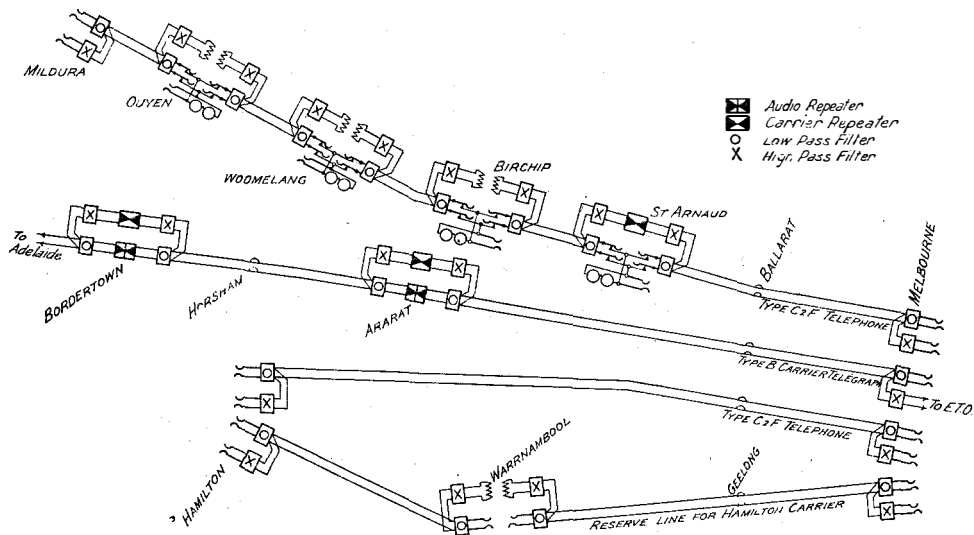 MILDURA
OUYEN
WOOMELANG
BIRCHIP
ST ARNAUD
BALLARAT
MELBOURNE
Audio Repeater
Carrier Repeater
Low Pass Filter
High Pass Filter
TYPE C2F TELEPHONE
To
Adelaide
BORDERTOWN
HORSHAM
ARARAT
TYPE B CARRIER TELEGRAPH
To E.T.O.
TYPE C2F TELEPHONE
HAMILTON
WARRNAMBOOL
GEELONG
RESERVE LINE FOR HAMILTON CARRIER